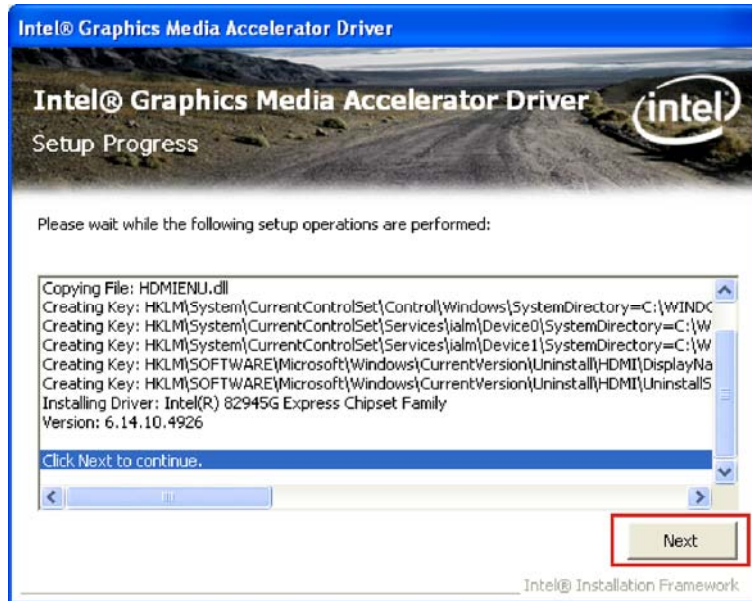 Intel® Graphics Media Accelerator Driver
Intel® Graphics Media Accelerator Driver
intel
Setup Progress
Please wait while the following setup operations are performed:
Copying File: HDMIENU.dll
Creating Key: HKLM\System\CurrentControlSet\Control\Windows\SystemDirectory=C:\WINDO
Creating Key: HKLM\System\CurrentControlSet\Services\ialm\Device0\SystemDirectory=C:\W
Creating Key: HKLM\System\CurrentControlSet\Services\ialm\Device1\SystemDirectory=C:\W
Creating Key: HKLM\SOFTWARE\Microsoft\Windows\CurrentVersion\Uninstall\HDMI\DisplayNa
Creating Key: HKLM\SOFTWARE\Microsoft\Windows\CurrentVersion\Uninstall\HDMI\UninstallS
Installing Driver: Intel(R) 82945G Express Chipset Family
Version: 6.14.10.4926
Click Next to continue.
Next
Intel® Installation Framework